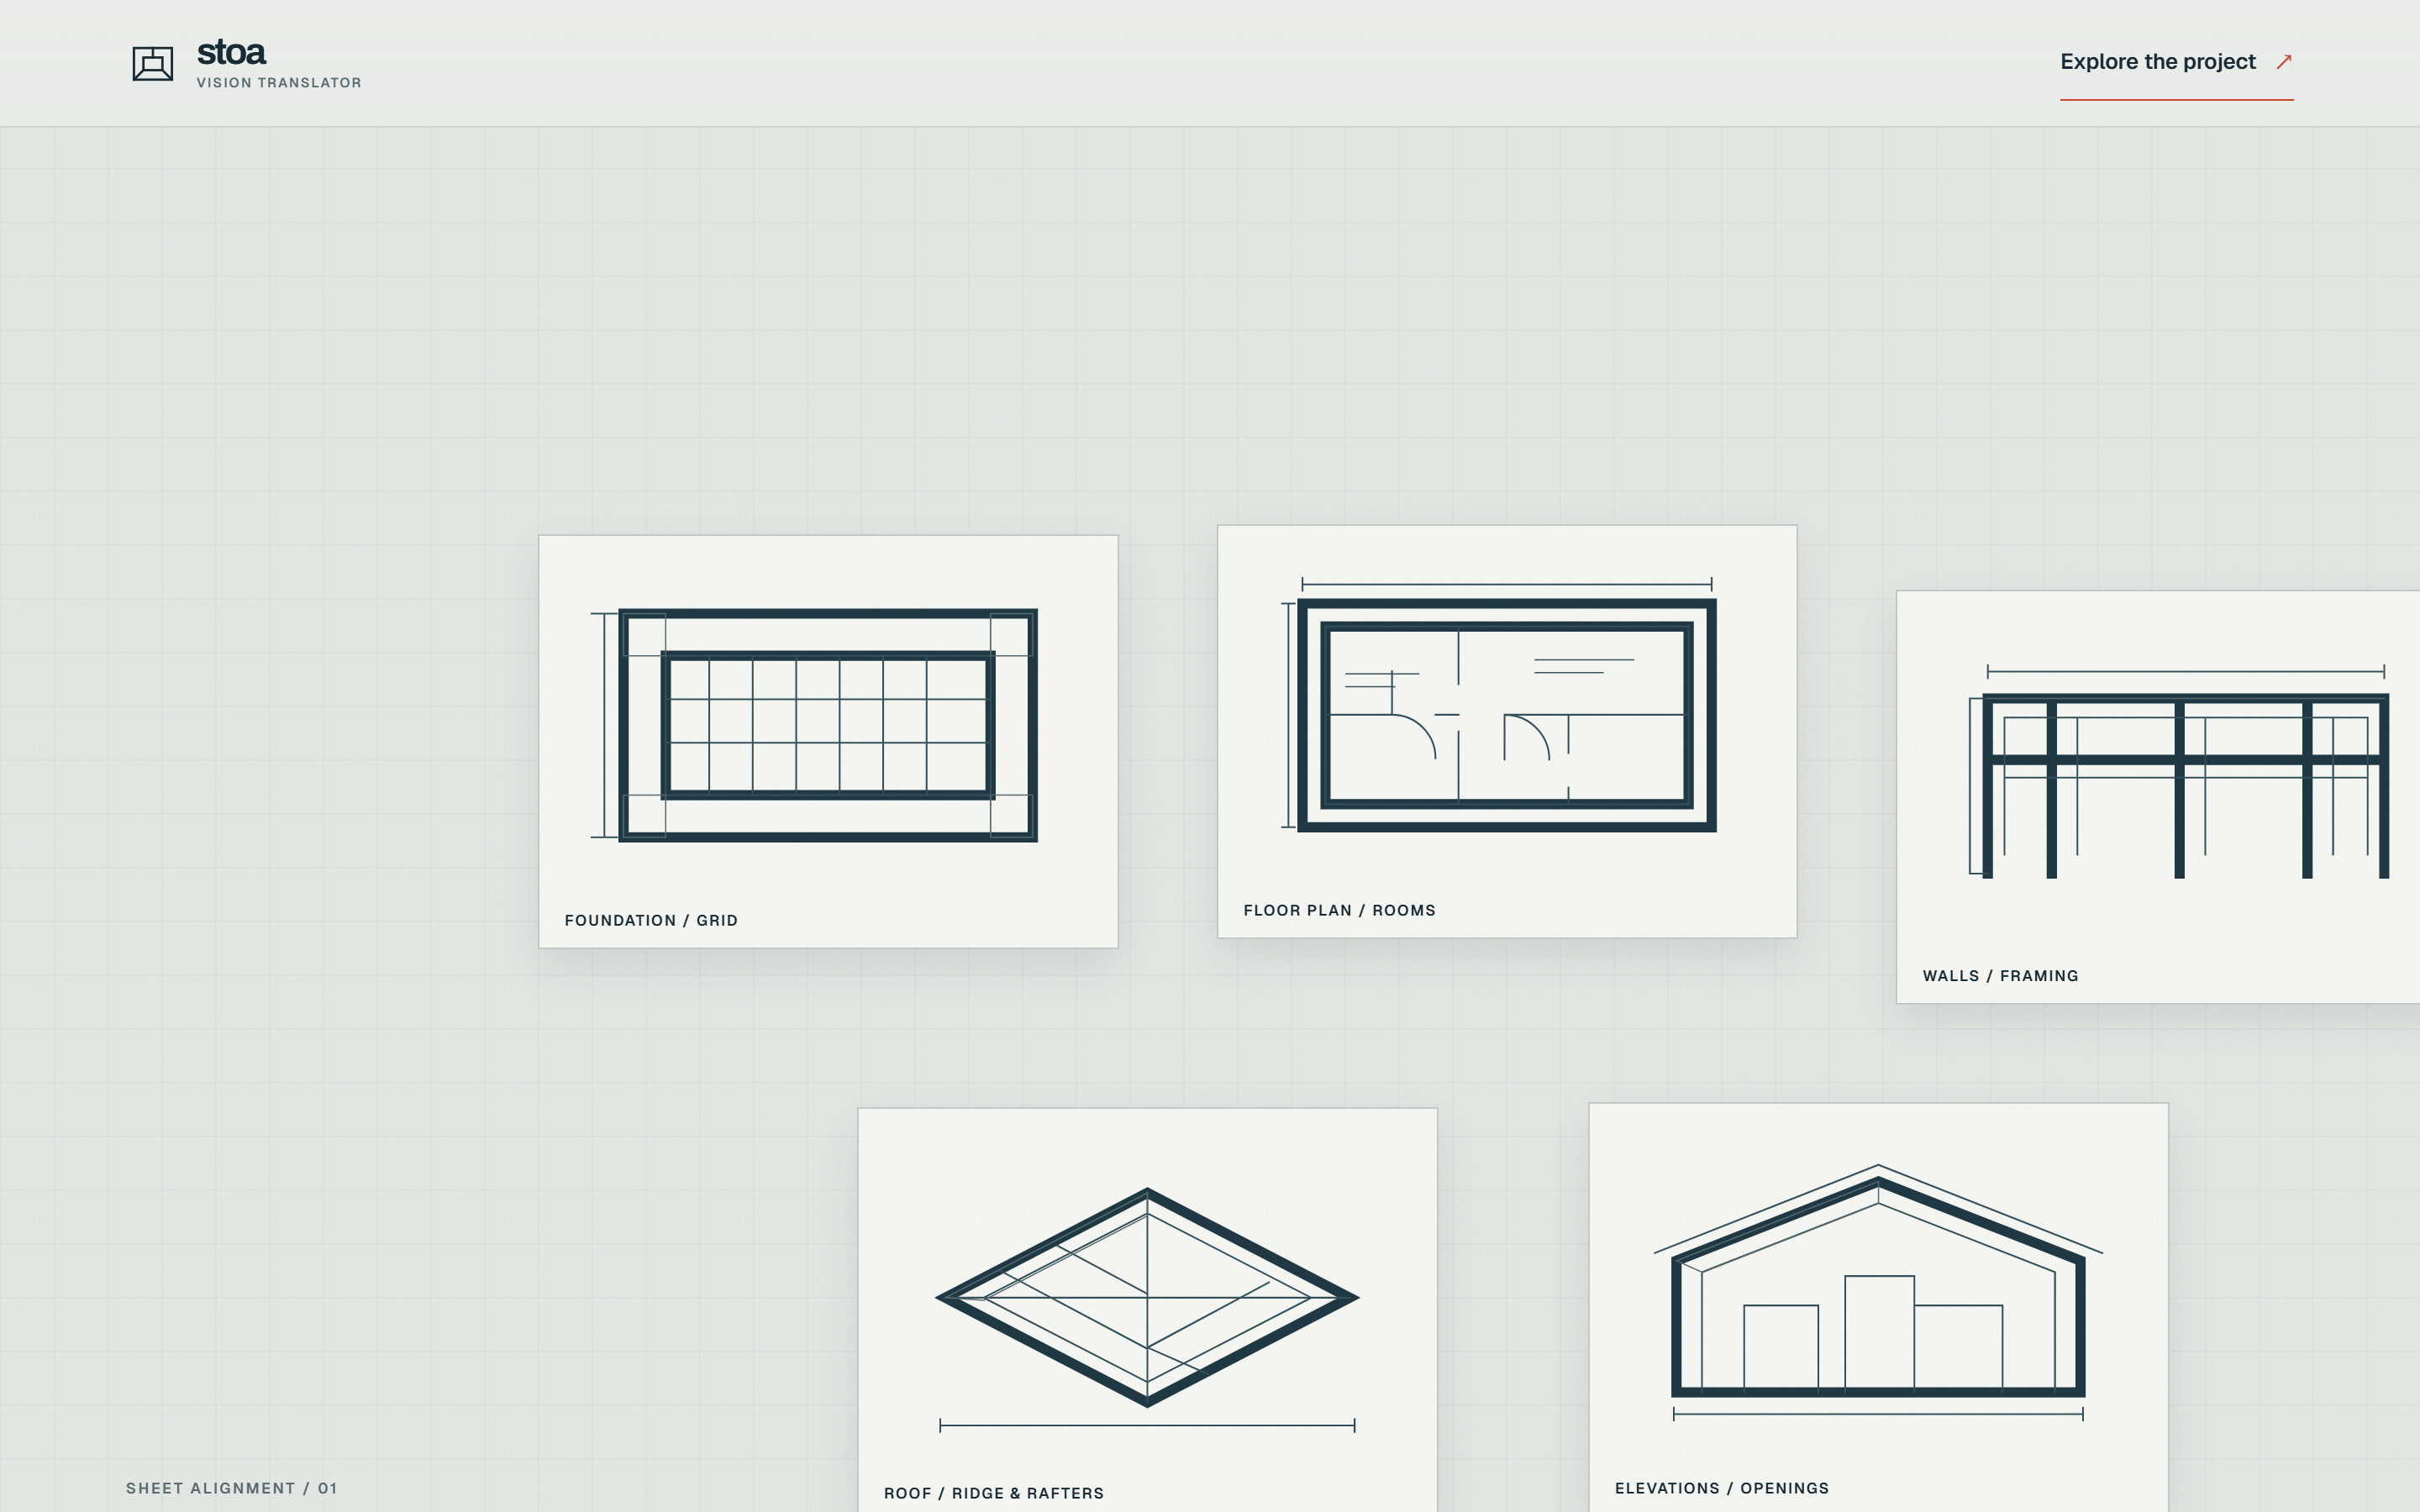 stoa
VISION TRANSLATOR
Explore the project ↗
FOUNDATION / GRID
FLOOR PLAN / ROOMS
WALLS / FRAMING
ROOF / RIDGE & RAFTERS
ELEVATIONS / OPENINGS
SHEET ALIGNMENT / 01